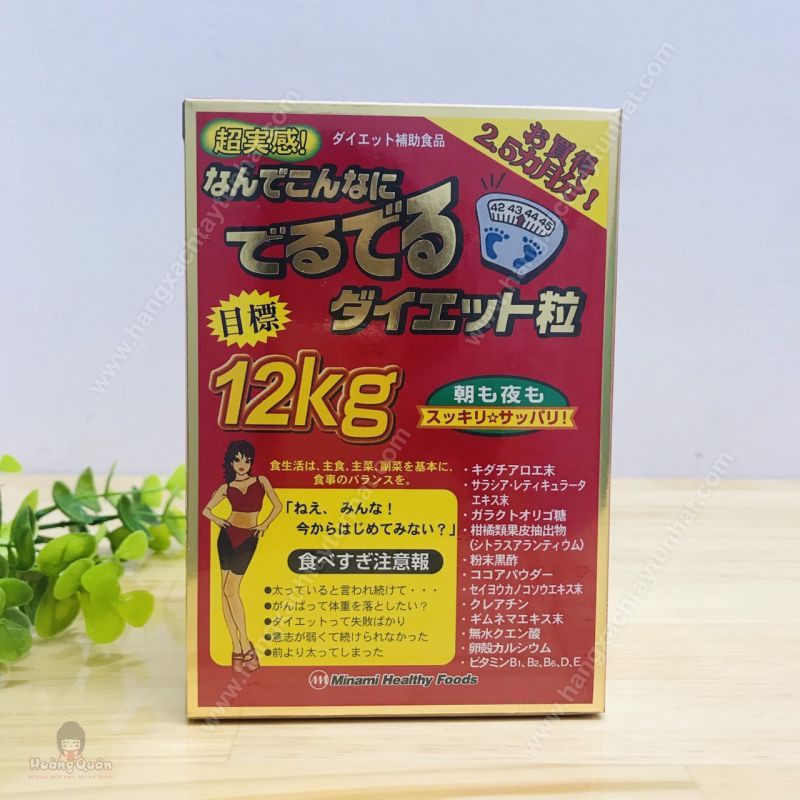 超実感!
ダイエット補助食品
お買得
2.5カ月分!
なんでこんなに
でるでる
ダイエット粒
42 43 44 45
目標
12kg
朝も夜も
スッキリ☆サッパリ!
食生活は、主食、主菜、副菜を基本に、
食事のバランスを。
「ねえ、みんな!
今からはじめてみない?」
食べすぎ注意報
●太っていると言われ続けて・・・
●がんばって体重を落としたい?
●ダイエットって失敗ばかり
●意志が弱くて続けられなかった
●前より太ってしまった
・キダチアロエ末
・サラシア・レティキュラータ
エキス末
・ガラクトオリゴ糖
・柑橘類果皮抽出物
(シトラスアランティウム)
・粉末黒酢
・ココアパウダー
・セイヨウカノコソウエキス末
・クレアチン
・ギムネマエキス末
・無水クエン酸
・卵殻カルシウム
・ビタミンB1、B2、B6、D、E
Minami Healthy Foods
www.hangxachtayrunhat.com
Hoàng Quân